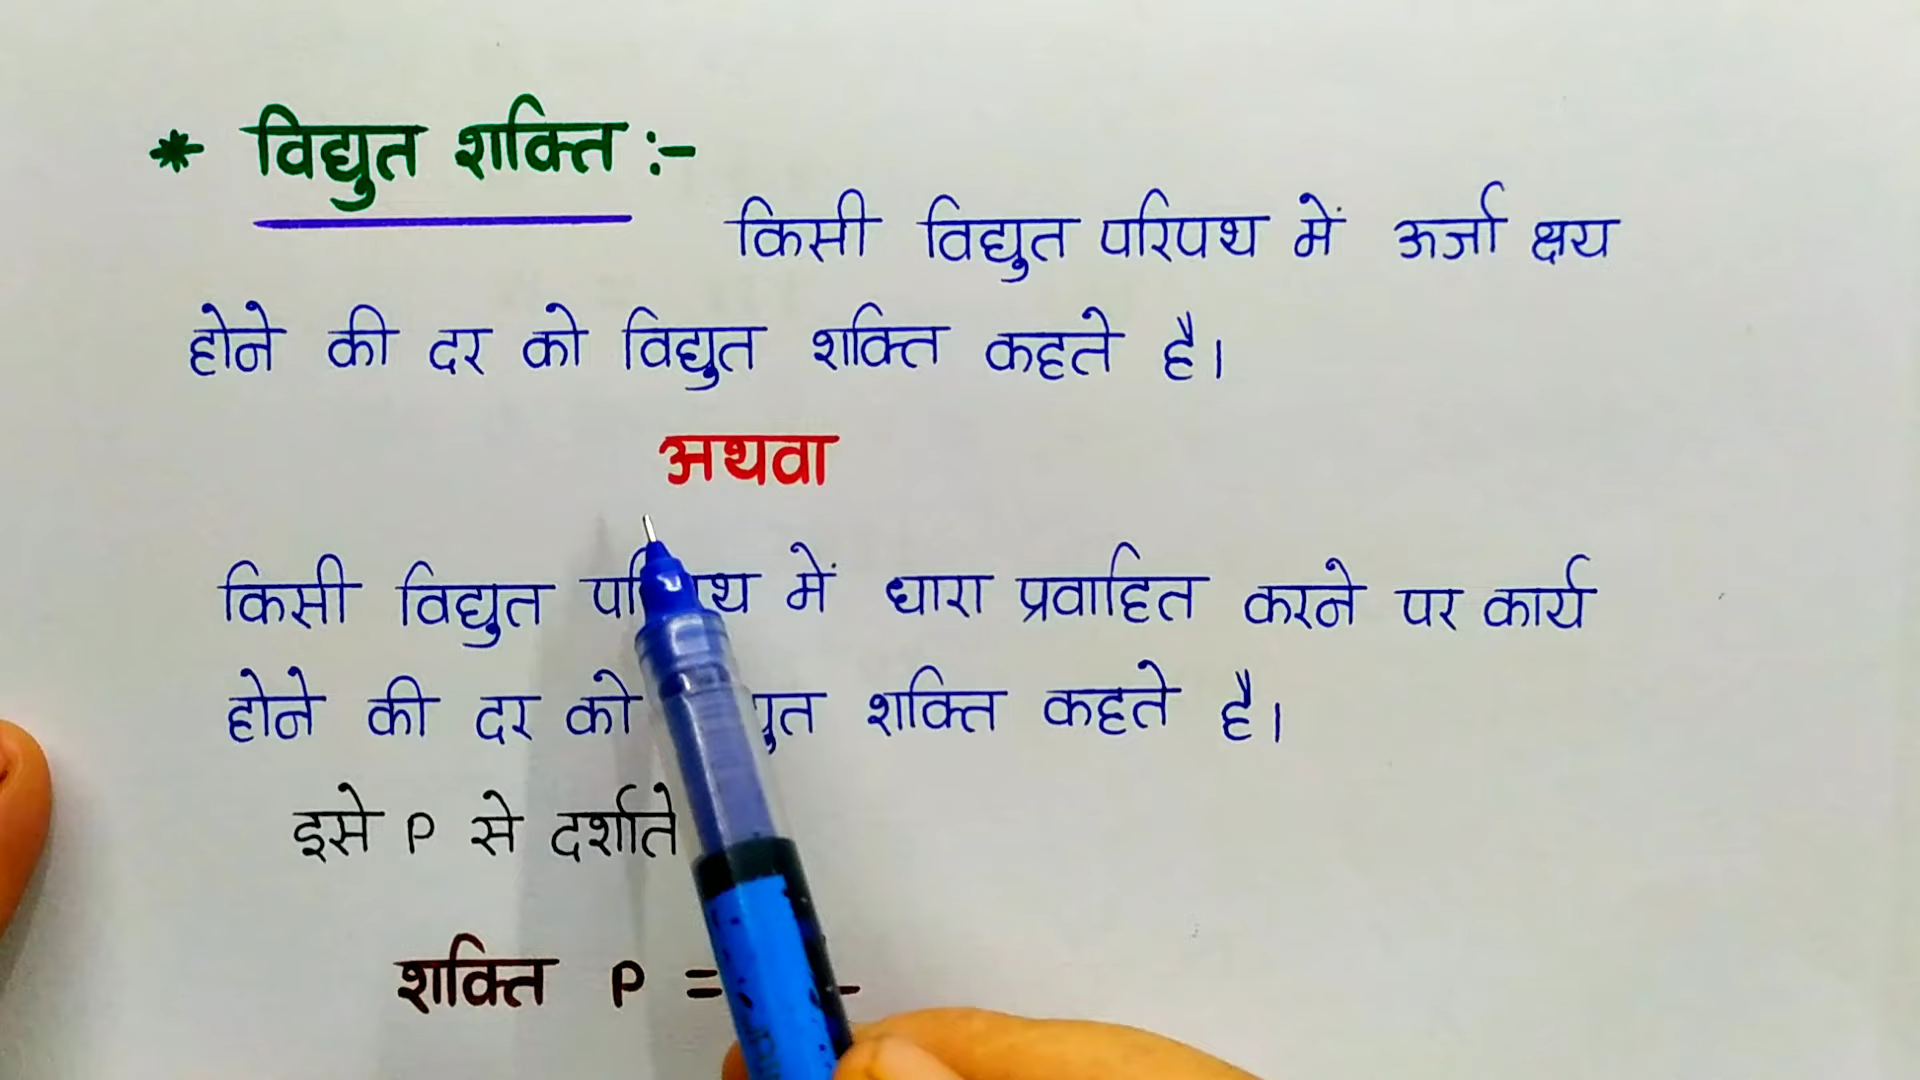 * विद्युत शक्ति :-
किसी विद्युत परिपथ में ऊर्जा क्षय
होने की दर को विद्युत शक्ति कहते है।
अथवा
किसी विद्युत में धारा प्रवाहित करने पर कार्य
होने की दर को शक्ति कहते है।
इसे P से दर्शाते
शक्ति P =